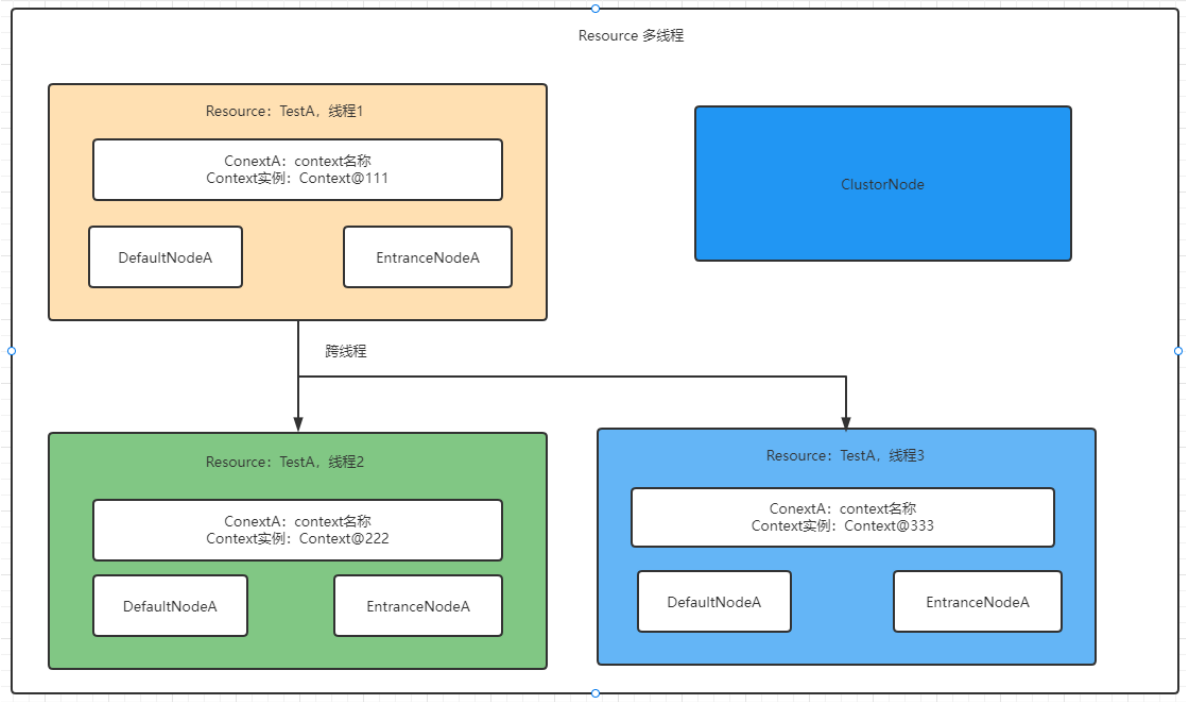 Resource 多线程
Resource：TestA，线程1
ConextA：context名称
Context实例：Context@111
DefaultNodeA
EntranceNodeA
ClustorNode
跨线程
Resource：TestA，线程2
ConextA：context名称
Context实例：Context@222
DefaultNodeA
EntranceNodeA
Resource：TestA，线程3
ConextA：context名称
Context实例：Context@333
DefaultNodeA
EntranceNodeA